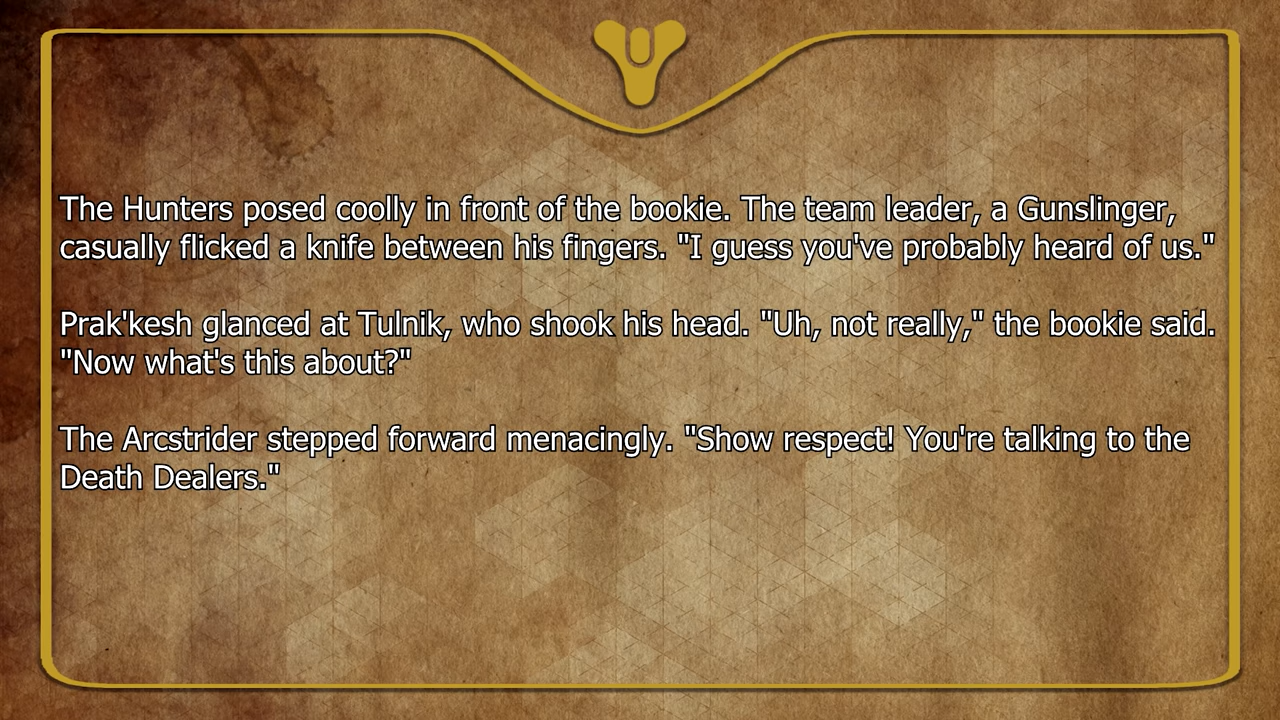 The Hunters posed coolly in front of the bookie. The team leader, a Gunslinger,
casually flicked a knife between his fingers. "I guess you've probably heard of us."
Prak'kesh glanced at Tulnik, who shook his head. "Uh, not really," the bookie said.
"Now what's this about?"
The Arcstrider stepped forward menacingly. "Show respect! You're talking to the
Death Dealers."